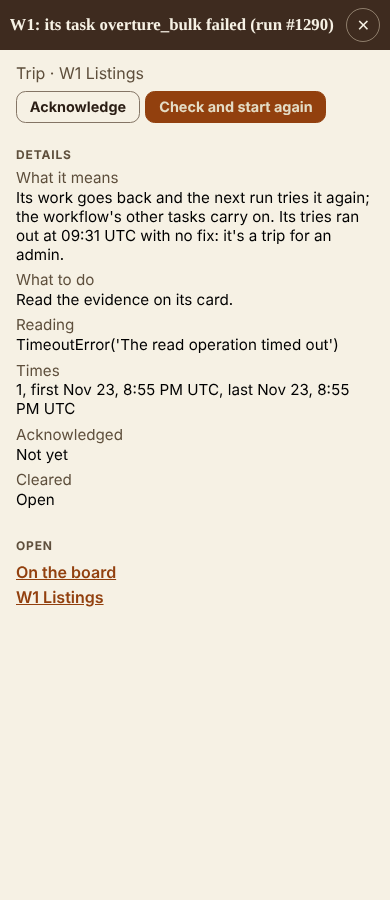 W1: its task overture_bulk failed (run #1290)
✕
Trip · W1 Listings
Acknowledge
Check and start again
DETAILS
What it means
Its work goes back and the next run tries it again;
the workflow's other tasks carry on. Its tries ran
out at 09:31 UTC with no fix: it's a trip for an
admin.
What to do
Read the evidence on its card.
Reading
TimeoutError('The read operation timed out')
Times
1, first Nov 23, 8:55 PM UTC, last Nov 23, 8:55
PM UTC
Acknowledged
Not yet
Cleared
Open
OPEN
On the board
W1 Listings